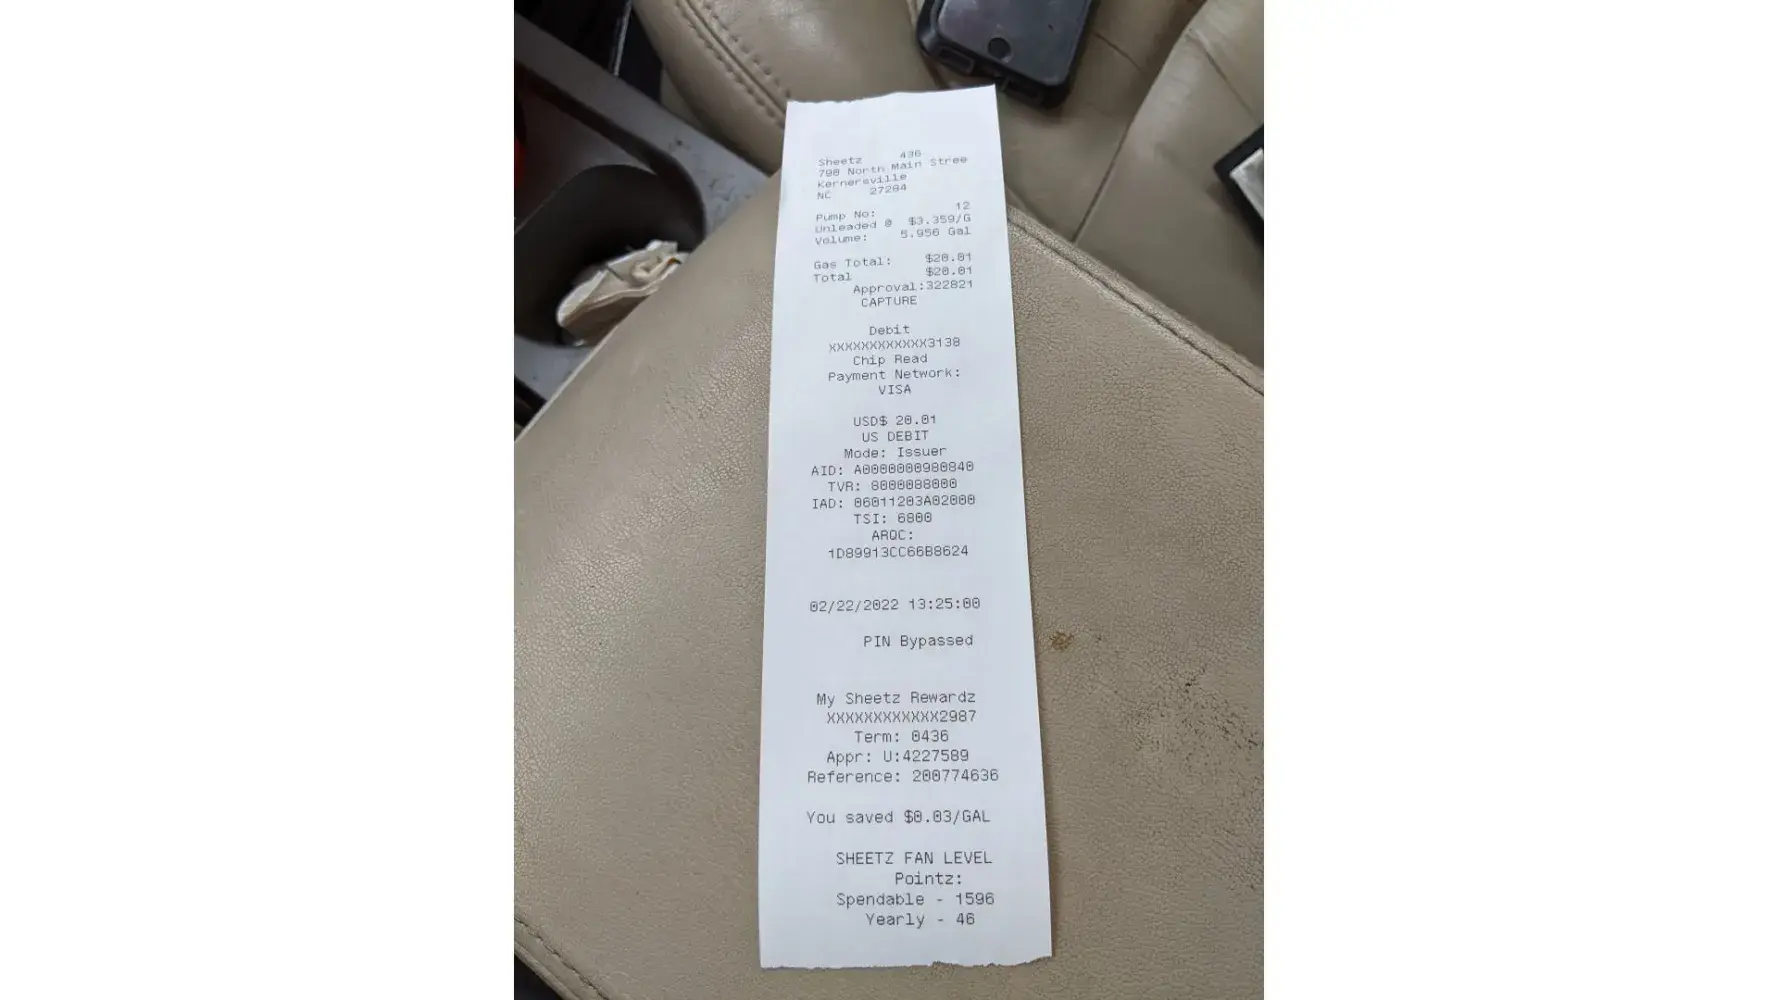 Sheetz 436
790 North Main Stree
Kernersville
NC 27284
Pump No: 12
Unleaded @ $3.359/G
Volume: 5.956 Gal
Gas Total: $20.01
Total $20.01
Approval:322821
CAPTURE
Debit
XXXXXXXXXXXX3138
Chip Read
Payment Network:
VISA
USD$ 20.01
US DEBIT
Mode: Issuer
AID: A0000000980840
TVR: 8000088000
IAD: 06011203A02000
TSI: 6800
ARQC:
1D89913CC66B8624
02/22/2022 13:25:00
PIN Bypassed
My Sheetz Rewardz
XXXXXXXXXXXX2987
Term: 0436
Appr: U:4227589
Reference: 200774636
You saved $0.03/GAL
SHEETZ FAN LEVEL
Pointz:
Spendable - 1596
Yearly - 46